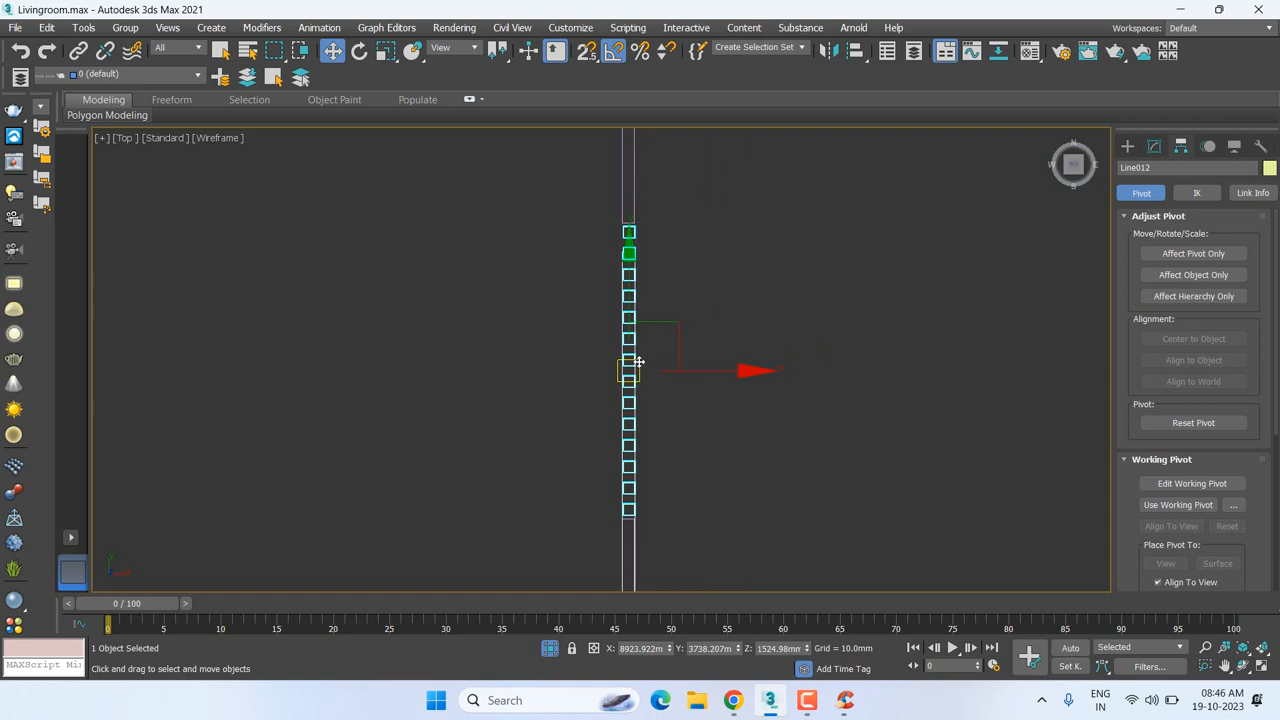 Livingroom.max - Autodesk 3ds Max 2021
File Edit Tools Group Views Create Modifiers Animation Graph Editors Rendering Civil View Customize Scripting Interactive Content Substance Arnold Help Workspaces: Default
All View Create Selection Set
0 (default)
Modeling Freeform Selection Object Paint Populate
Polygon Modeling
[+] [Top ] [Standard ] [Wireframe ]
N
W E
S
Line012
Pivot IK Link Info
Adjust Pivot
Move/Rotate/Scale:
Affect Pivot Only
Affect Object Only
Affect Hierarchy Only
Alignment:
Center to Object
Align to Object
Align to World
Pivot:
Reset Pivot
Working Pivot
Edit Working Pivot
Use Working Pivot ...
Align To View Reset
Place Pivot To:
View Surface
Align To View
y
< 0 / 100 >
0 5 10 15 20 25 30 35 40 45 50 55 60 65 70 75 80 85 90 95 100
1 Object Selected X: 8923.922m Y: 3738.207m Z: 1524.98mm Grid = 10.0mm Auto Selected
MAXScript Mi Click and drag to select and move objects Add Time Tag 0 Set K. Filters...
Search ENG IN 08:46 AM 19-10-2023